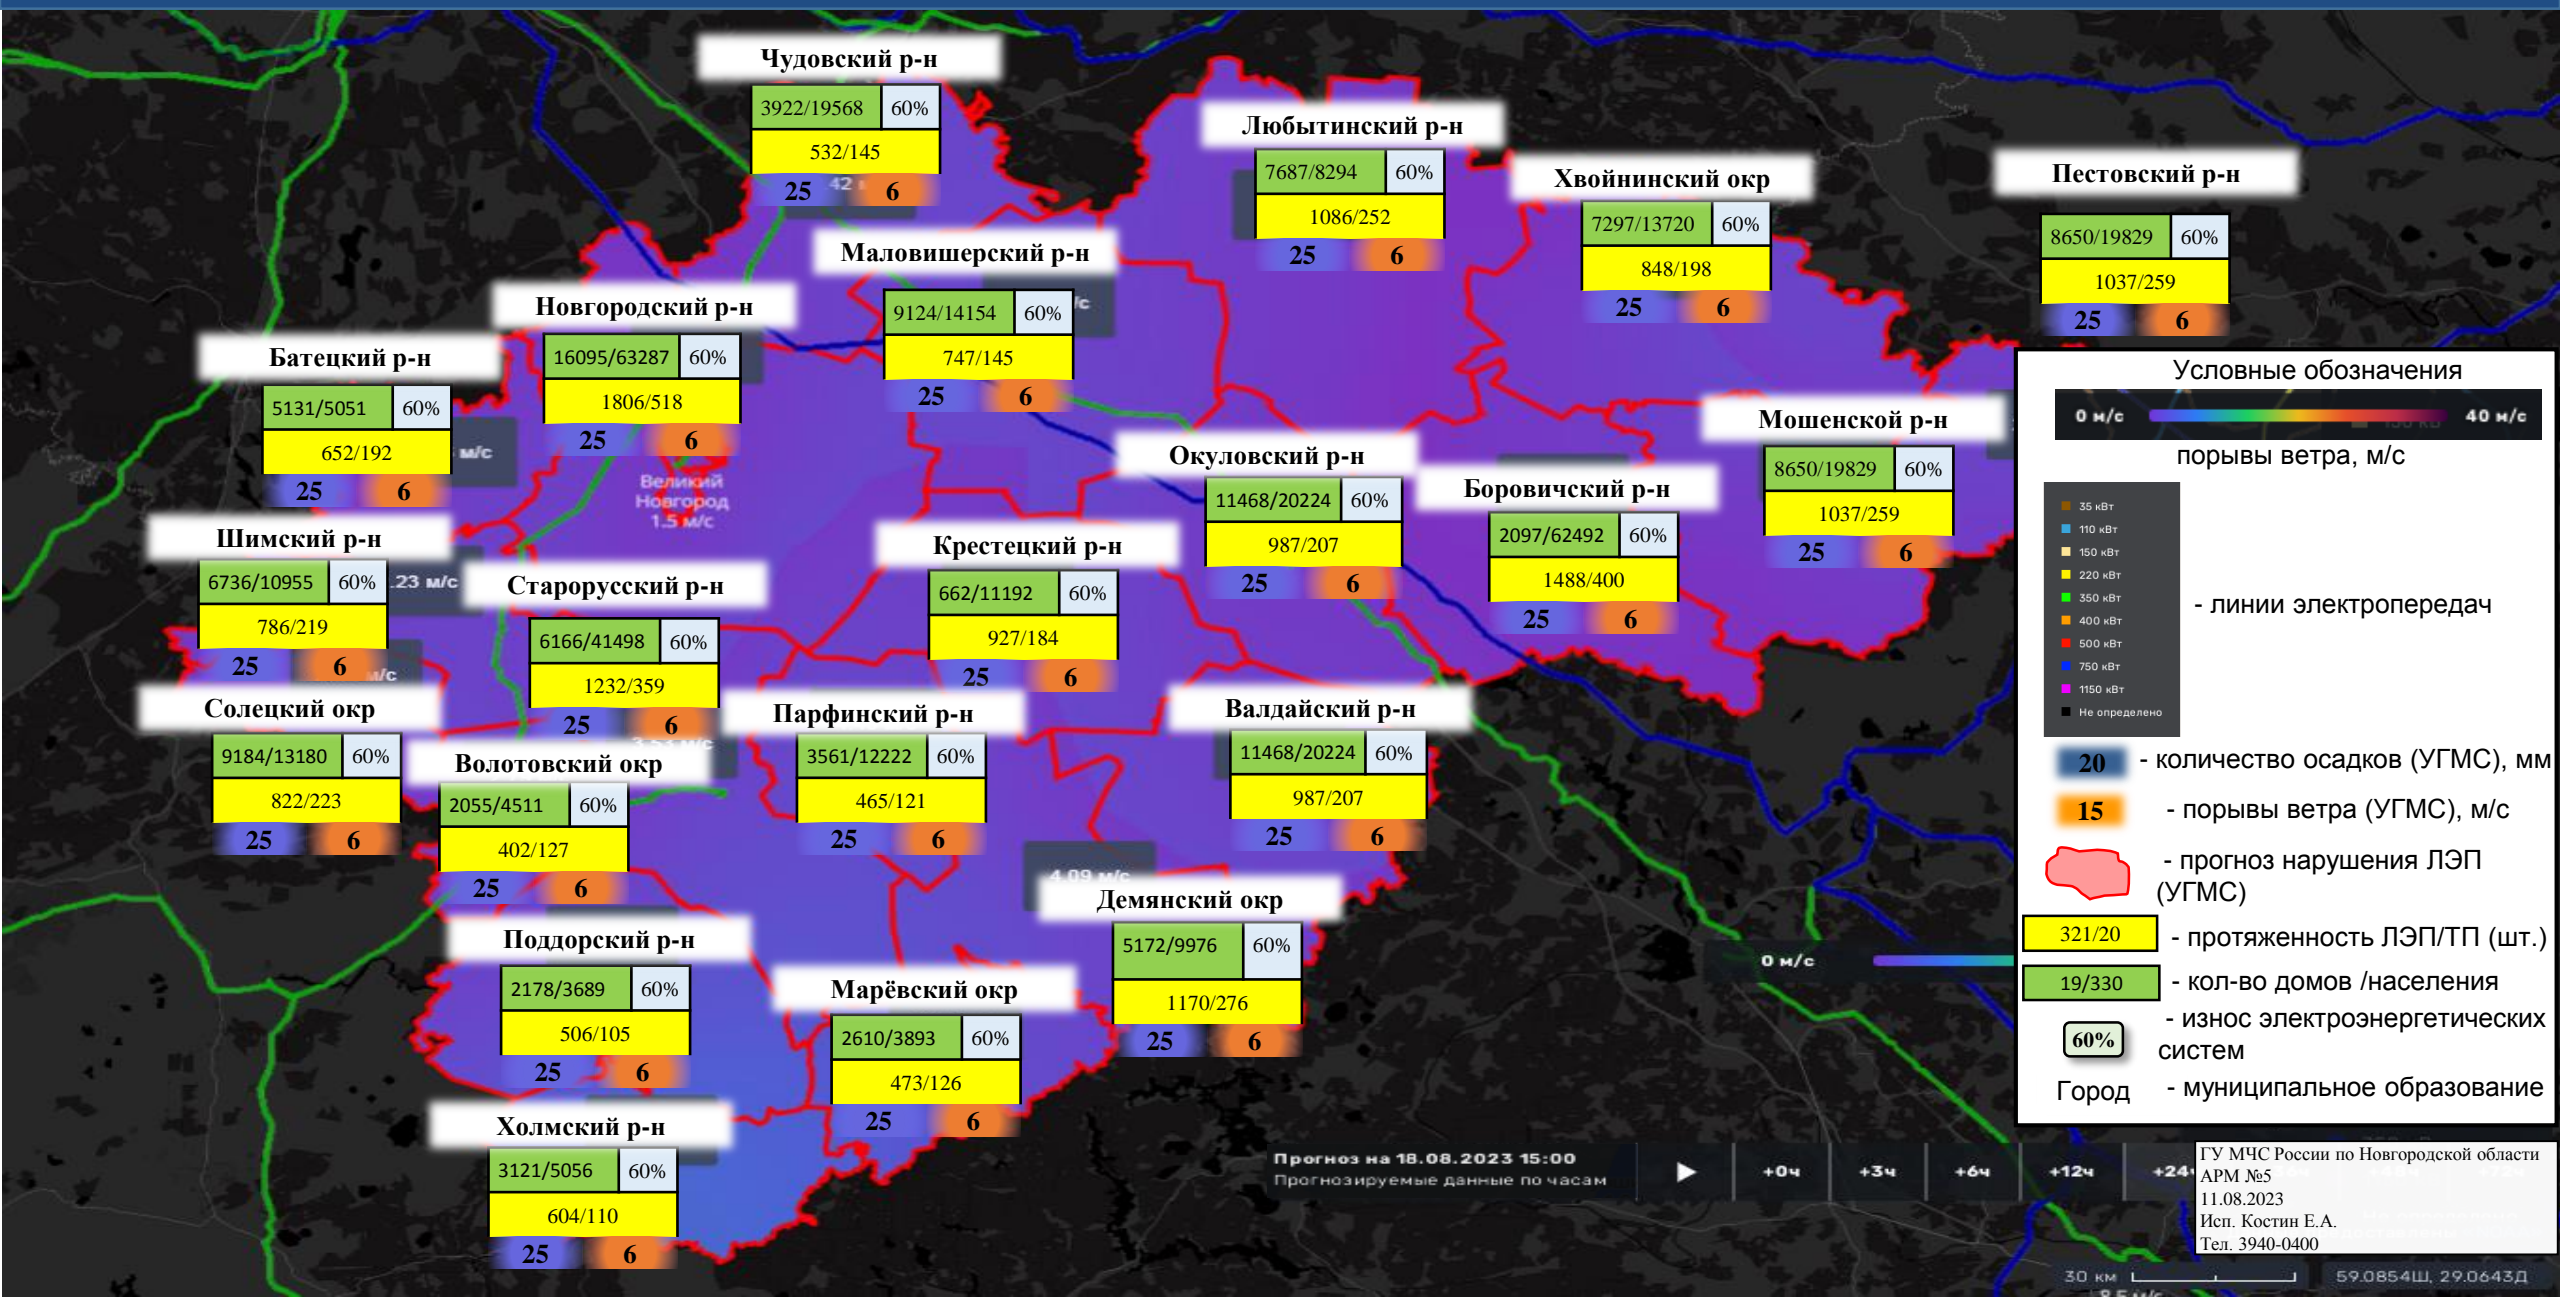 Чудовский р-н
3922/19568 60%
532/145
25 6
Любытинский р-н
7687/8294 60%
1086/252
25 6
Хвойнинский окр
7297/13720 60%
848/198
25 6
Пестовский р-н
8650/19829 60%
1037/259
25 6
Маловишерский р-н
9124/14154 60%
747/145
25 6
Новгородский р-н
16095/63287 60%
1806/518
25 6
Батецкий р-н
5131/5051 60%
652/192
25 6
м/с
Великий
Новгород
1.5 м/с
Мошенской р-н
8650/19829 60%
1037/259
25 6
Окуловский р-н
11468/20224 60%
987/207
25 6
Боровичский р-н
2097/62492 60%
1488/400
25 6
Шимский р-н
6736/10955 60%
786/219
25 6
.23 м/с
м/с
Старорусский р-н
6166/41498 60%
1232/359
25 6
3.53 м/с
Крестецкий р-н
662/11192 60%
927/184
25 6
Солецкий окр
9184/13180 60%
822/223
25 6
Волотовский окр
2055/4511 60%
402/127
25 6
Парфинский р-н
3561/12222 60%
465/121
25 6
Валдайский р-н
11468/20224 60%
987/207
25 6
4.09 м/с
Демянский окр
5172/9976 60%
1170/276
25 6
Поддорский р-н
2178/3689 60%
506/105
25 6
Марёвский окр
2610/3893 60%
473/126
25 6
Холмский р-н
3121/5056 60%
604/110
25 6
Условные обозначения
0 м/с 40 м/с
порывы ветра, м/с
35 кВт
110 кВт
150 кВт
220 кВт
350 кВт
400 кВт
500 кВт
750 кВт
1150 кВт
Не определено
- линии электропередач
20 - количество осадков (УГМС), мм
15 - порывы ветра (УГМС), м/с
- прогноз нарушения ЛЭП
(УГМС)
321/20 - протяженность ЛЭП/ТП (шт.)
19/330 - кол-во домов /населения
- износ электроэнергетических
60% систем
Город - муниципальное образование
0 м/с
Прогноз на 18.08.2023 15:00
Прогнозируемые данные по часам
+0ч +3ч +6ч +12ч +24ч
ГУ МЧС России по Новгородской области
АРМ №5
11.08.2023
Исп. Костин Е.А.
Тел. 3940-0400
30 км 59.0854Ш, 29.0643Д